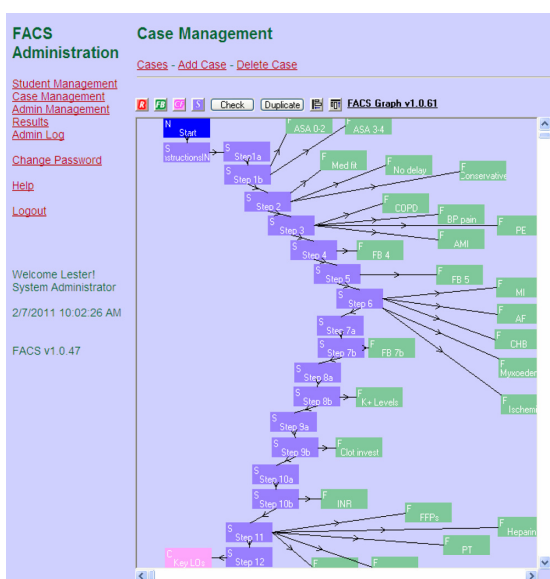 FACS
Administration
Student Management
Case Management
Admin Management
Results
Admin Log
Change Password
Help
Logout
Welcome Lester!
System Administrator
2/7/2011 10:02:26 AM
FACS v1.0.47
Case Management
Cases - Add Case - Delete Case
R FB S Check Duplicate FACS Graph v1.0.61
N
Start
F
ASA 0-2
F
ASA 3-4
S
structionsIN
S
Step1a
S
Step 1b
F
Med fit
F
No delay
F
Conservative
S
Step 2
F
COPD
S
Step 3
F
BP pain
F
PE
F
AMI
S
Step 4
F
FB 4
S
Step 5
F
FB 5
S
Step 6
F
MI
F
AF
F
CHB
F
Myxoeder
F
Ischemi
S
Step 7a
S
Step 7b
F
FB 7b
S
Step 8a
S
Step 8b
F
K+ Levels
S
Step 9a
S
Step 9b
F
Clot invest
S
Step 10a
S
Step 10b
F
INR
S
Step 11
F
FFPs
F
Heparin
F
PT
C
Key LOs
S
Step 12
F
F